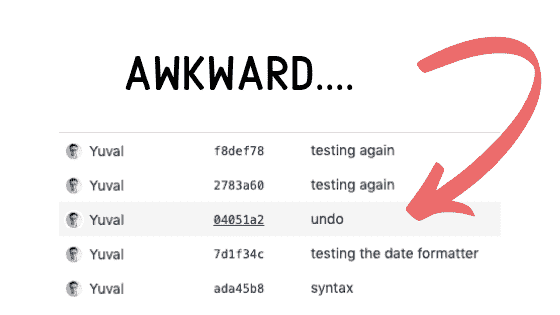 AWKWARD....
Yuval f8def78 testing again
Yuval 2783a60 testing again
Yuval 04051a2 undo
Yuval 7d1f34c testing the date formatter
Yuval ada45b8 syntax